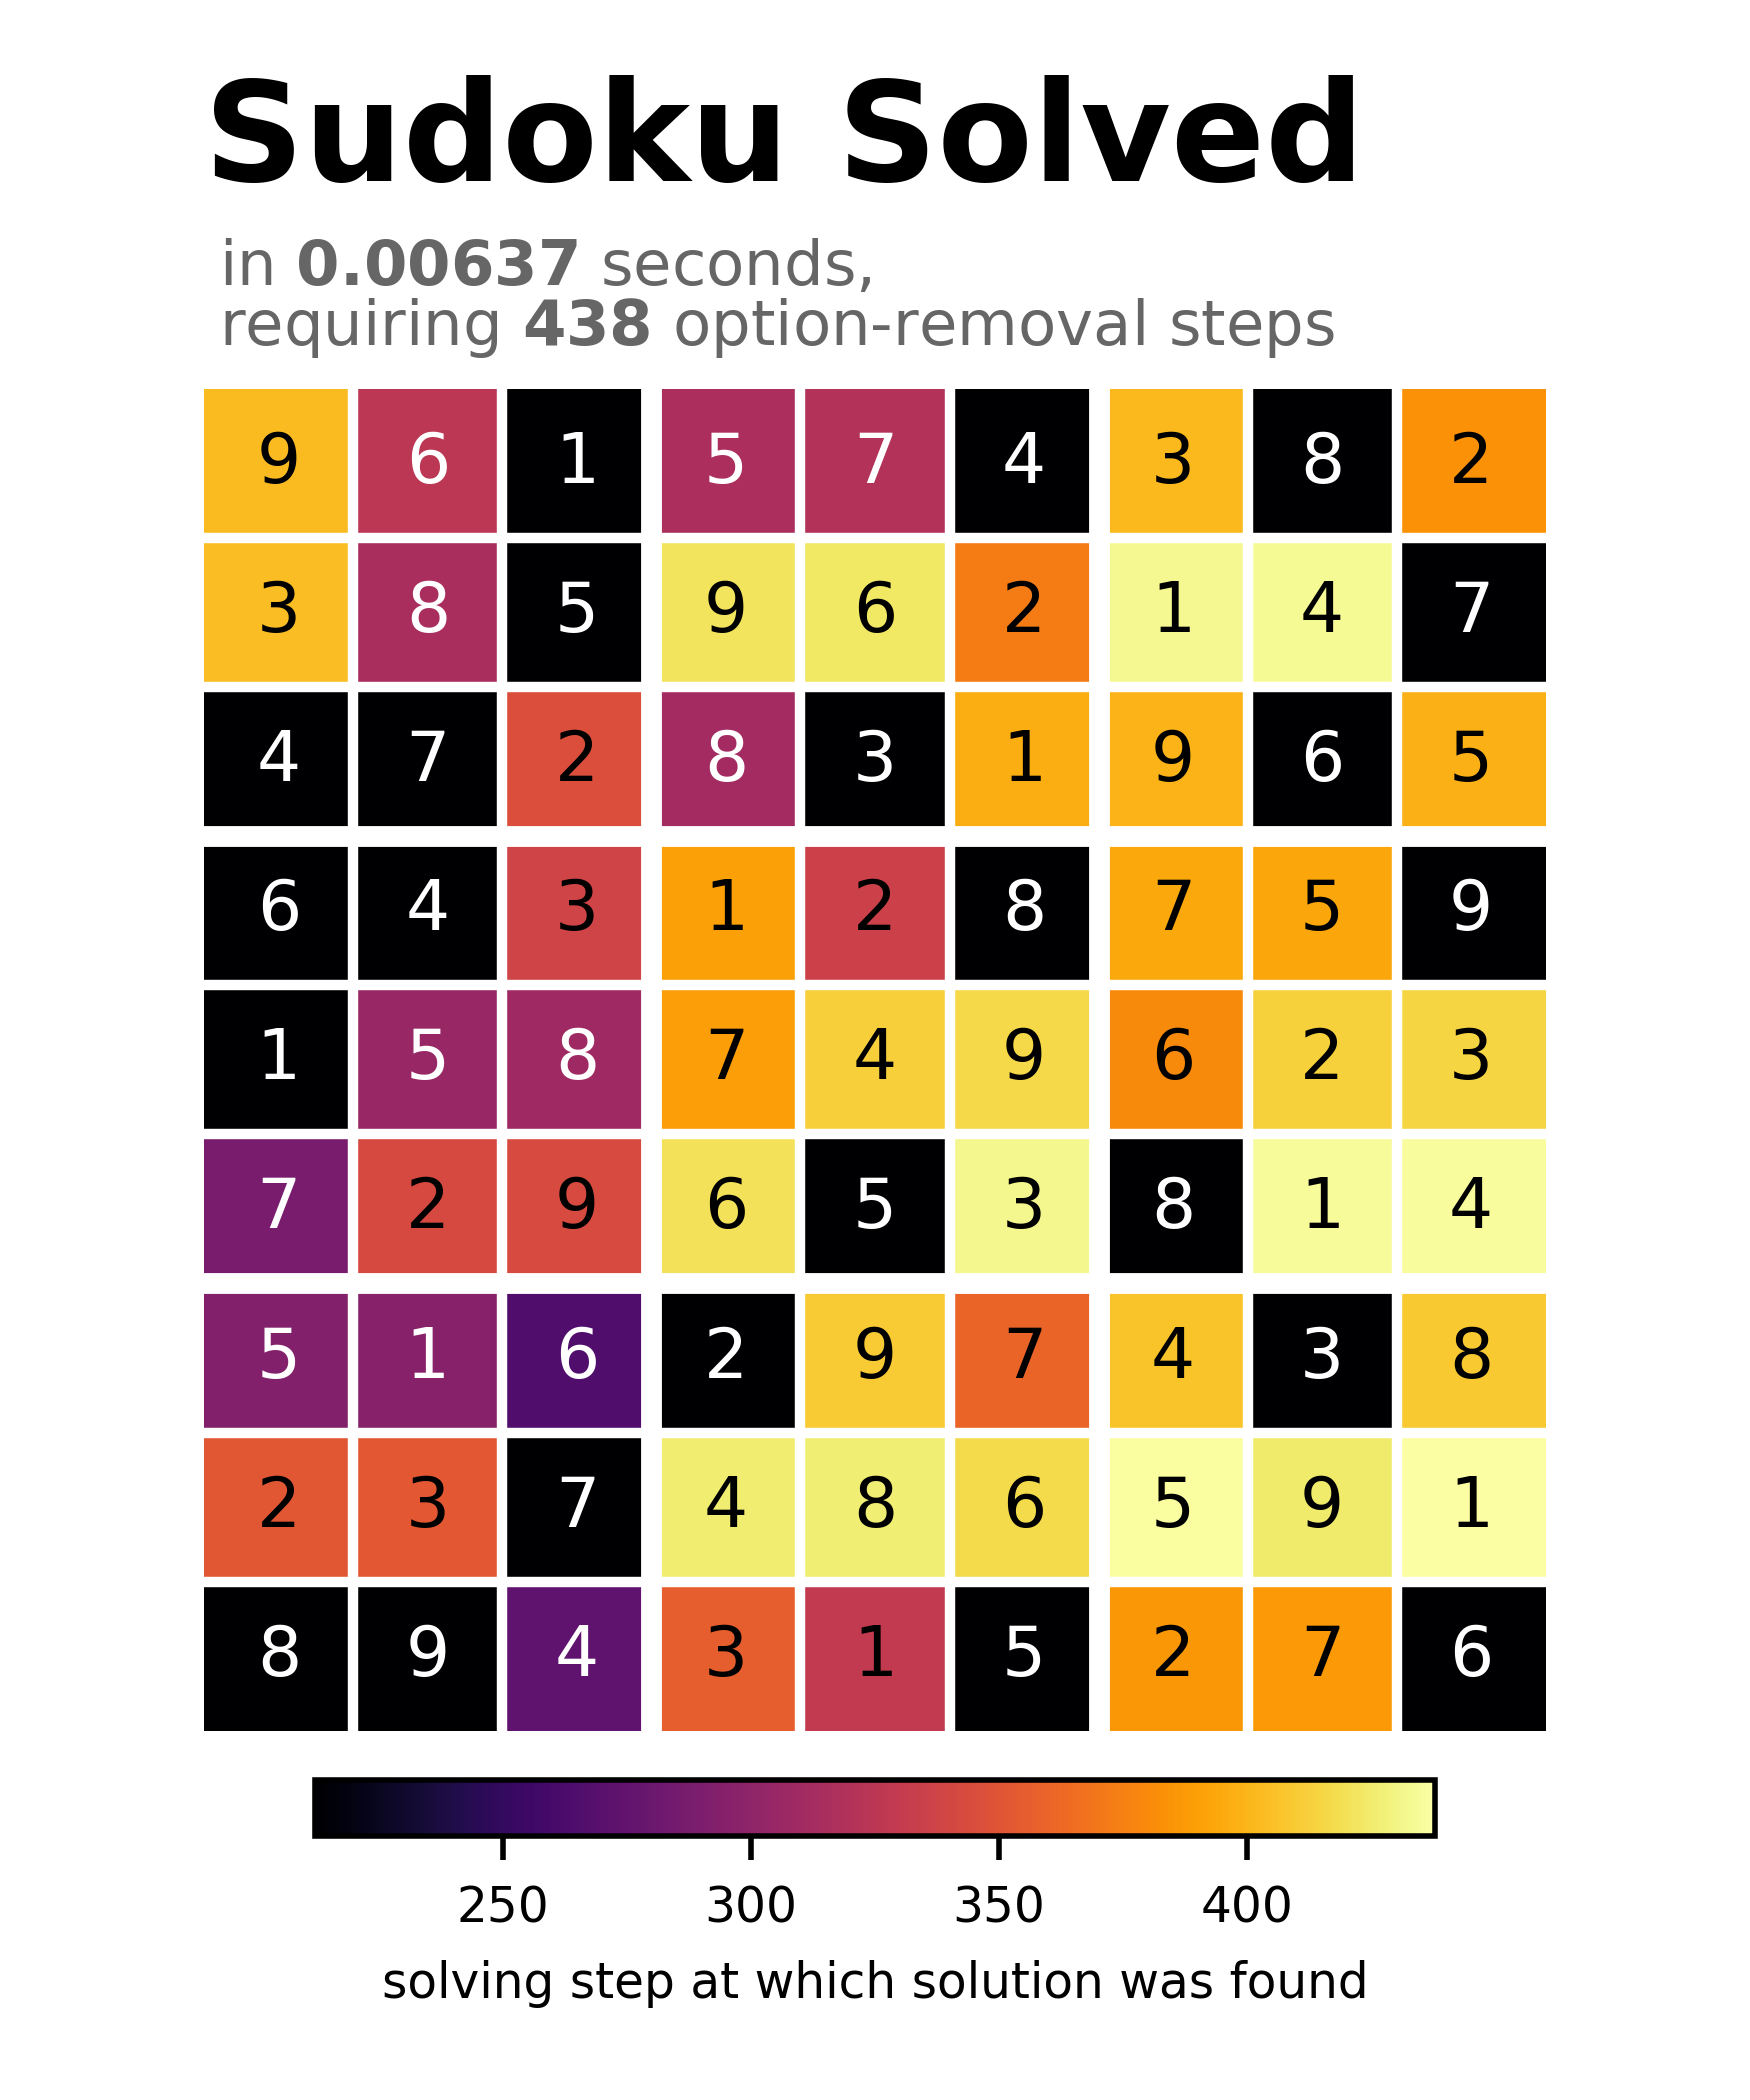 Sudoku Solved
in 0.00637 seconds,
requiring 438 option-removal steps
9 6 1 5 7 4 3 8 2
3 8 5 9 6 2 1 4 7
4 7 2 8 3 1 9 6 5
6 4 3 1 2 8 7 5 9
1 5 8 7 4 9 6 2 3
7 2 9 6 5 3 8 1 4
5 1 6 2 9 7 4 3 8
2 3 7 4 8 6 5 9 1
8 9 4 3 1 5 2 7 6
250 300 350 400
solving step at which solution was found